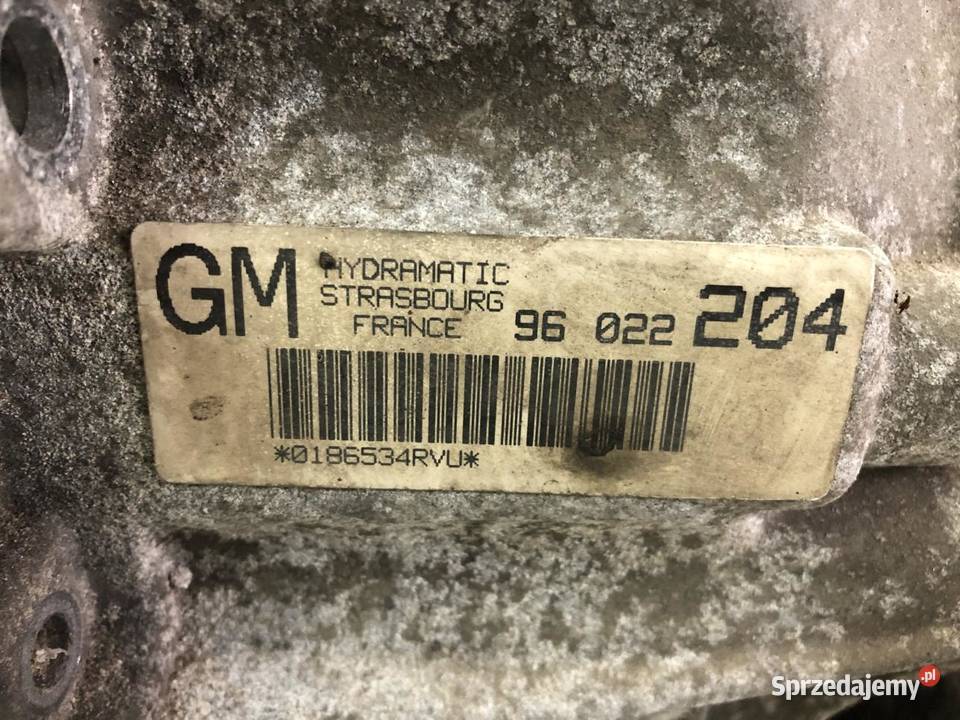 GM HYDRAMATIC
STRASBOURG
FRANCE 96 022 204
*0186534RVU*
Sprzedajemy.pl